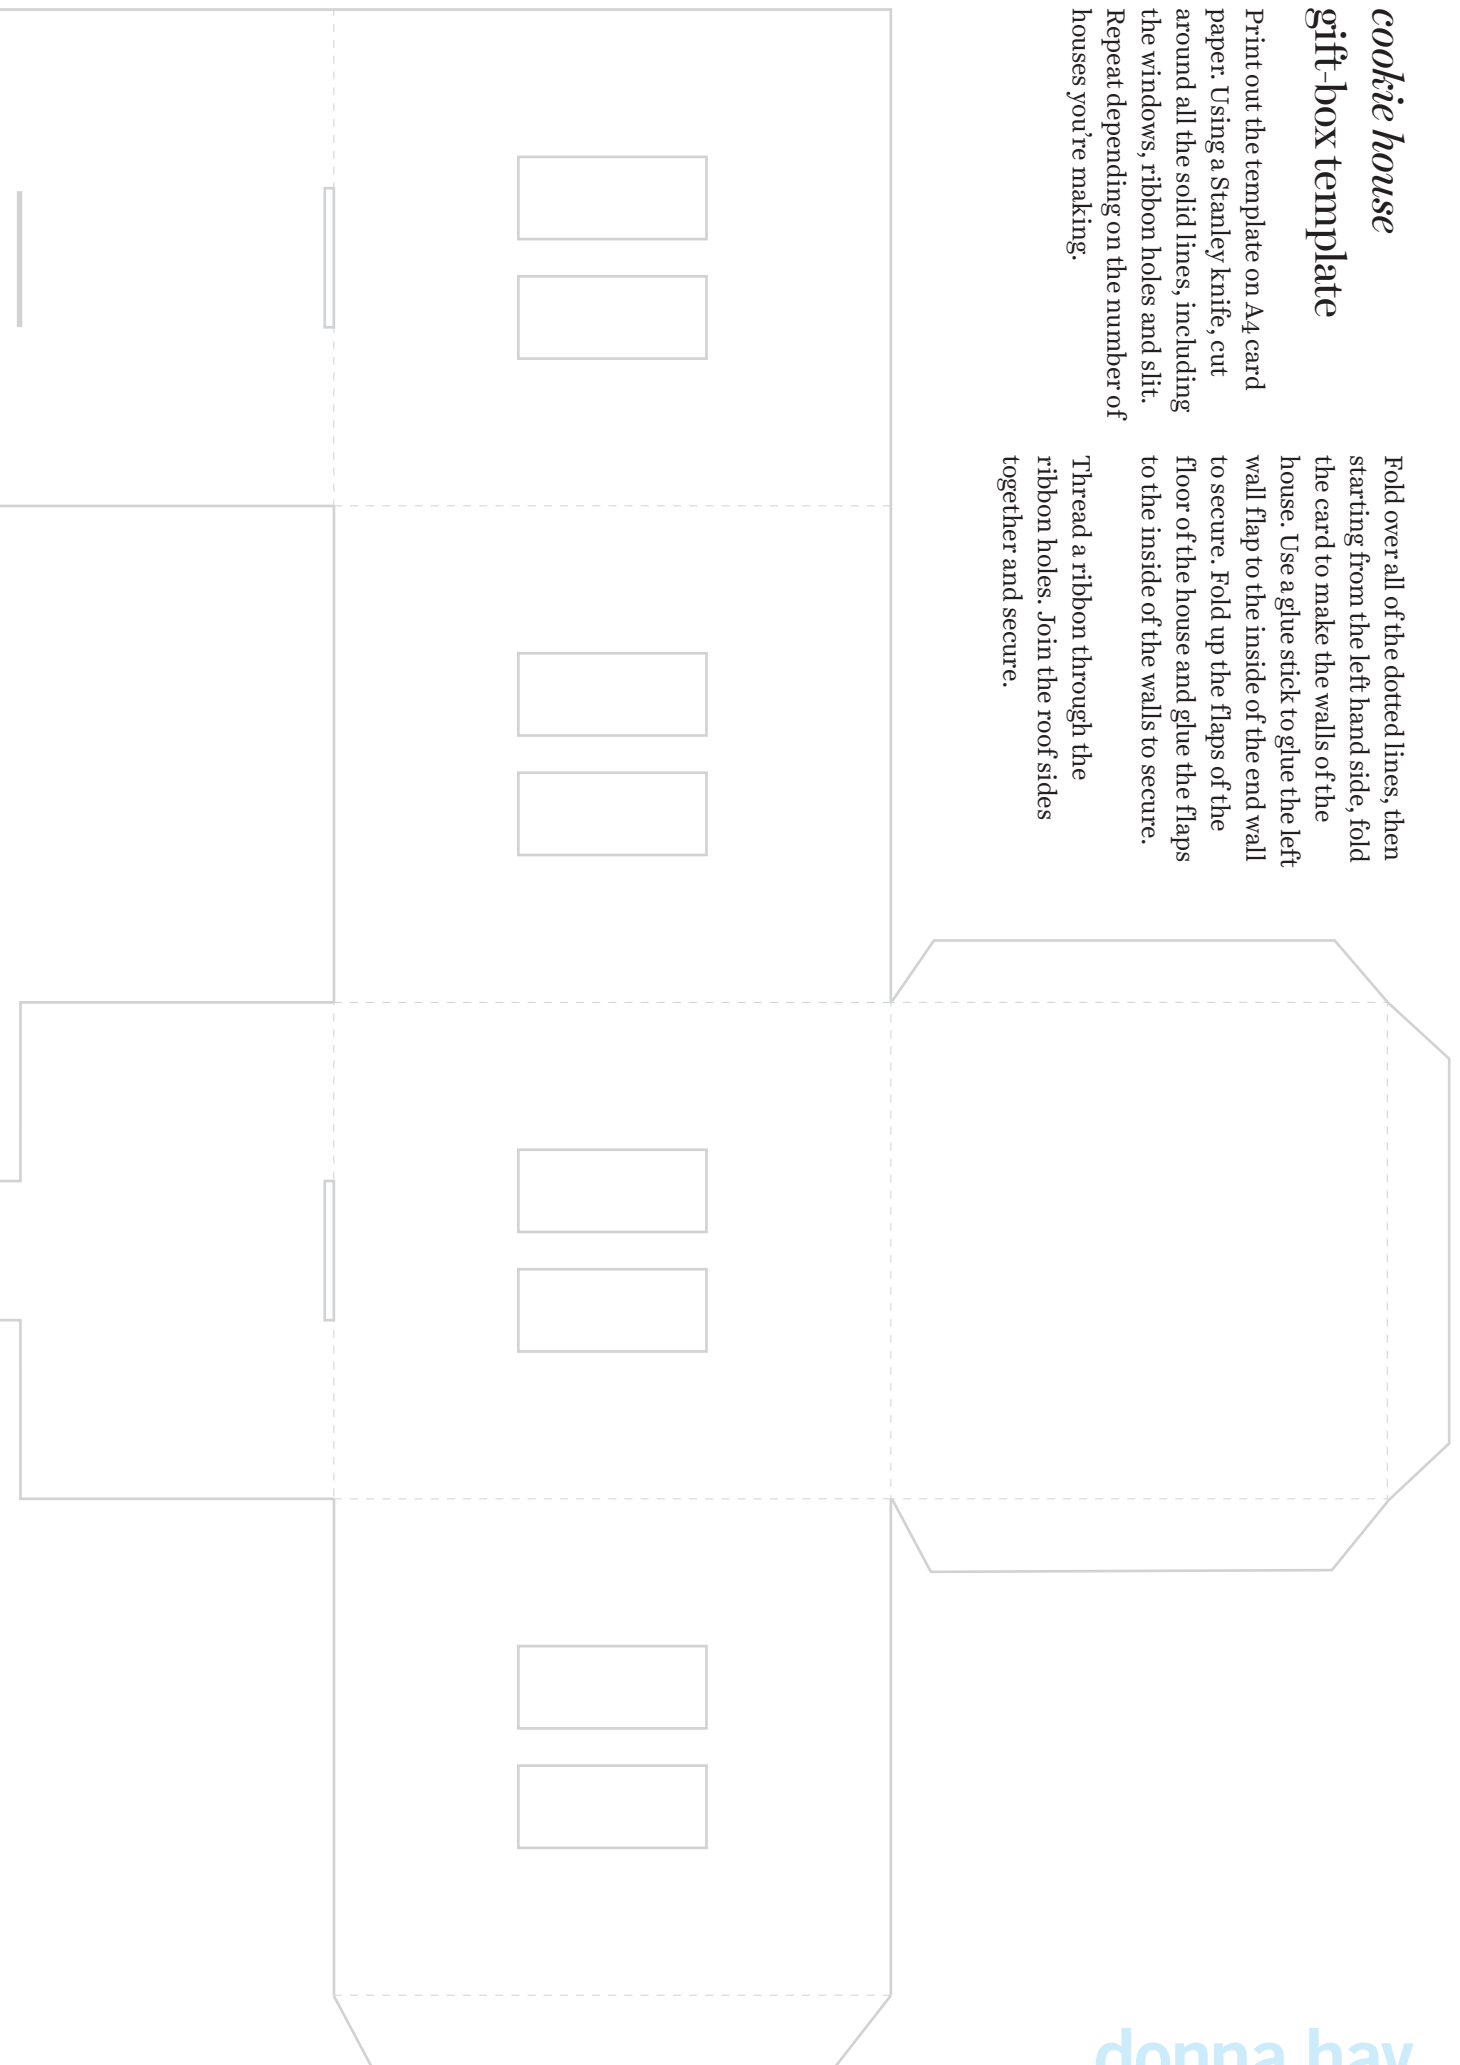 cookie house
gift-box template
Print out the template on A4 card
paper. Using a Stanley knife, cut
around all the solid lines, including
the windows, ribbon holes and slit.
Repeat depending on the number of
houses you’re making.
Fold over all of the dotted lines, then
starting from the left hand side, fold
the card to make the walls of the
house. Use a glue stick to glue the left
wall flap to the inside of the end wall
to secure. Fold up the flaps of the
floor of the house and glue the flaps
to the inside of the walls to secure.
Thread a ribbon through the
ribbon holes. Join the roof sides
together and secure.
donna hay